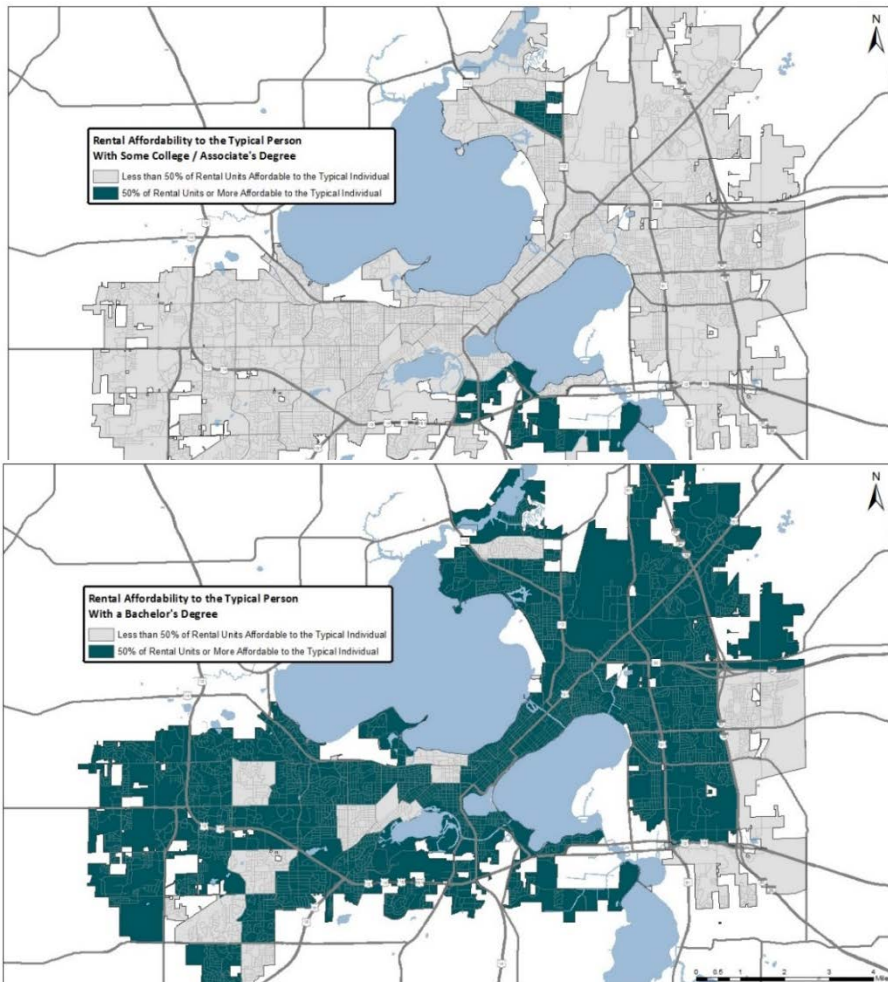 N
Rental Affordability to the Typical Person
With Some College / Associate's Degree
Less than 50% of Rental Units Affordable to the Typical Individual
50% of Rental Units or More Affordable to the Typical Individual
N
Rental Affordability to the Typical Person
With a Bachelor's Degree
Less than 50% of Rental Units Affordable to the Typical Individual
50% of Rental Units or More Affordable to the Typical Individual
0 0.5 1 2 3 4